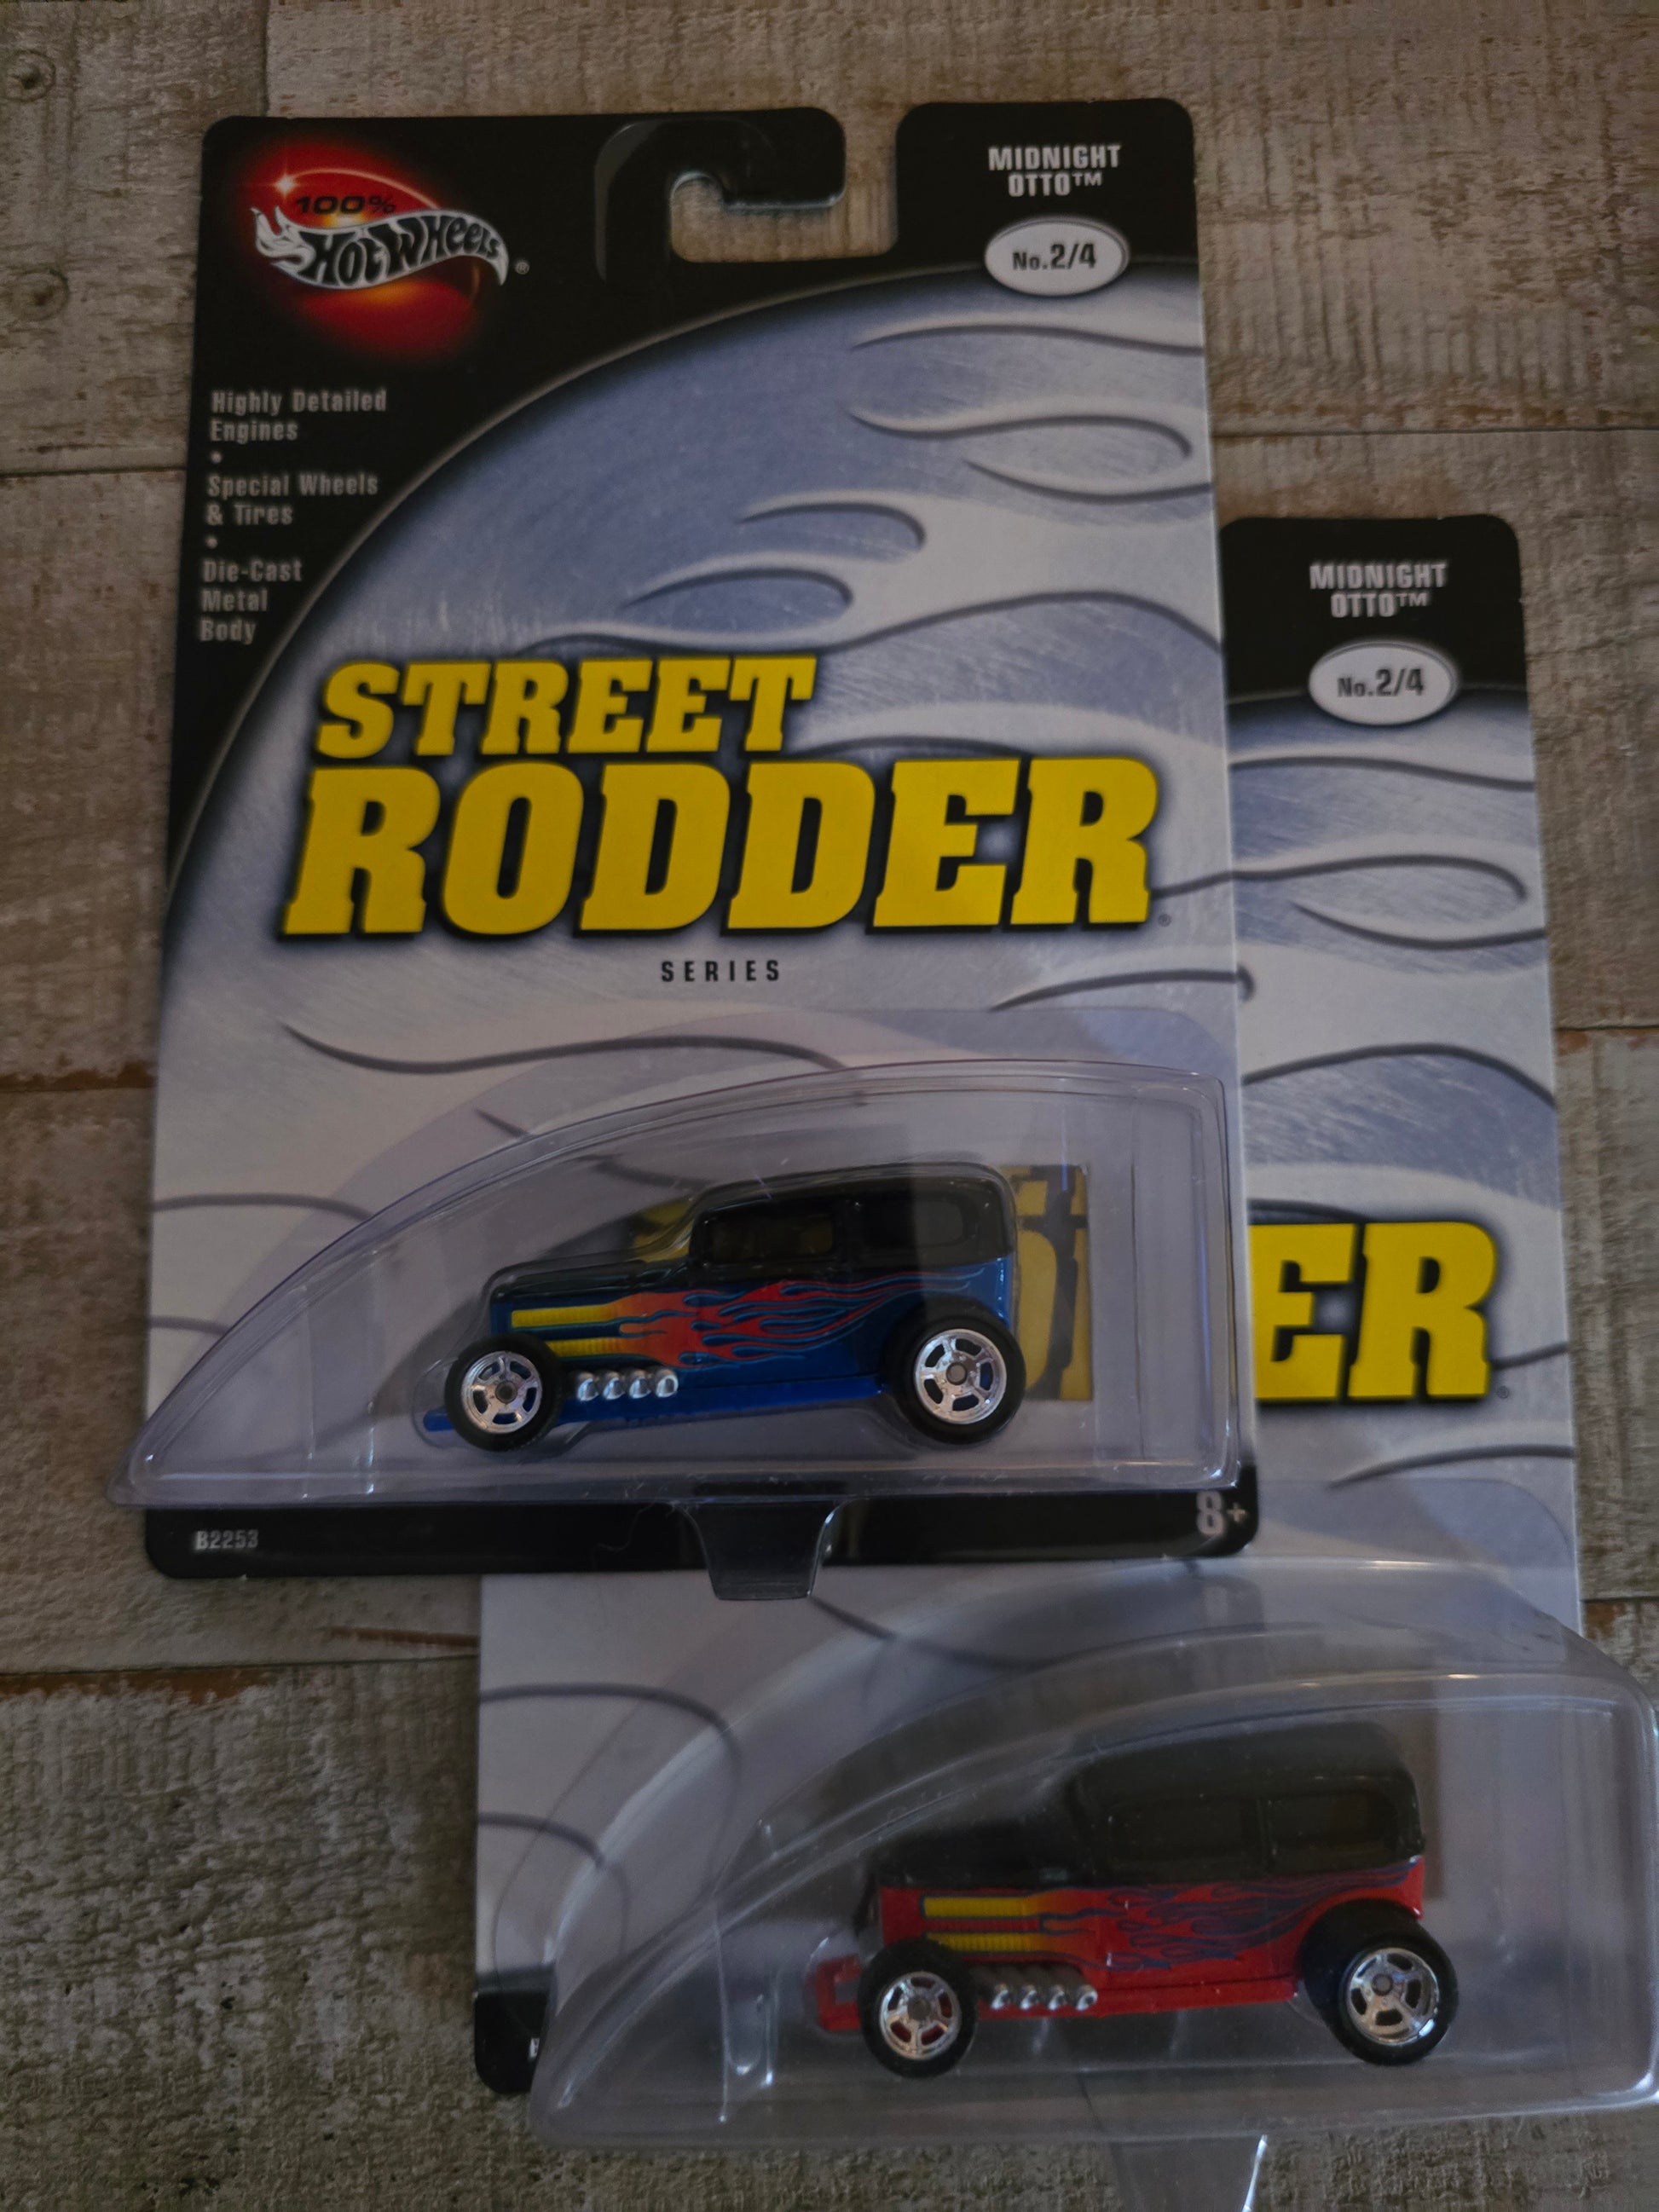 100%
Hot Wheels®
MIDNIGHT
OTTO™
No.2/4
Highly Detailed
Engines
•
Special Wheels
& Tires
•
Die-Cast
Metal
Body
STREET
RODDER®
SERIES
B2253
8+
MIDNIGHT
OTTO™
No.2/4
ER®